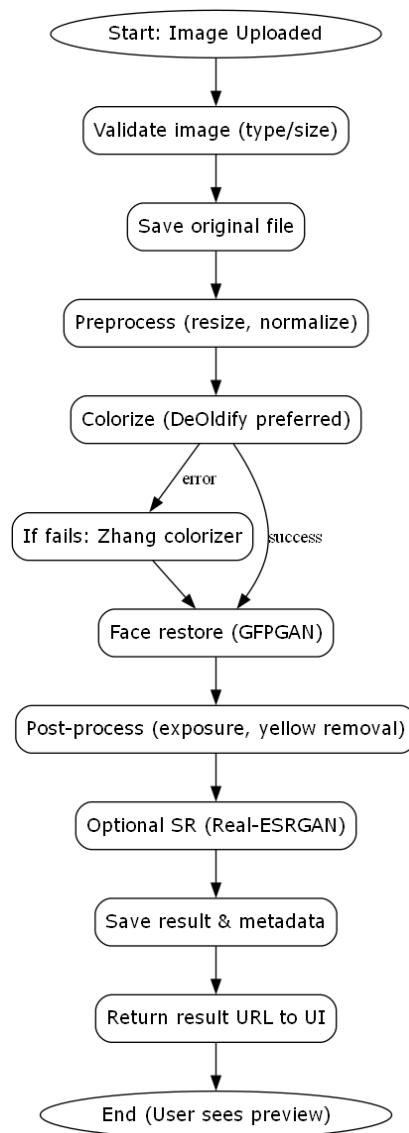 Start: Image Uploaded
Validate image (type/size)
Save original file
Preprocess (resize, normalize)
Colorize (DeOldify preferred)
error
If fails: Zhang colorizer
success
Face restore (GFPGAN)
Post-process (exposure, yellow removal)
Optional SR (Real-ESRGAN)
Save result & metadata
Return result URL to UI
End (User sees preview)